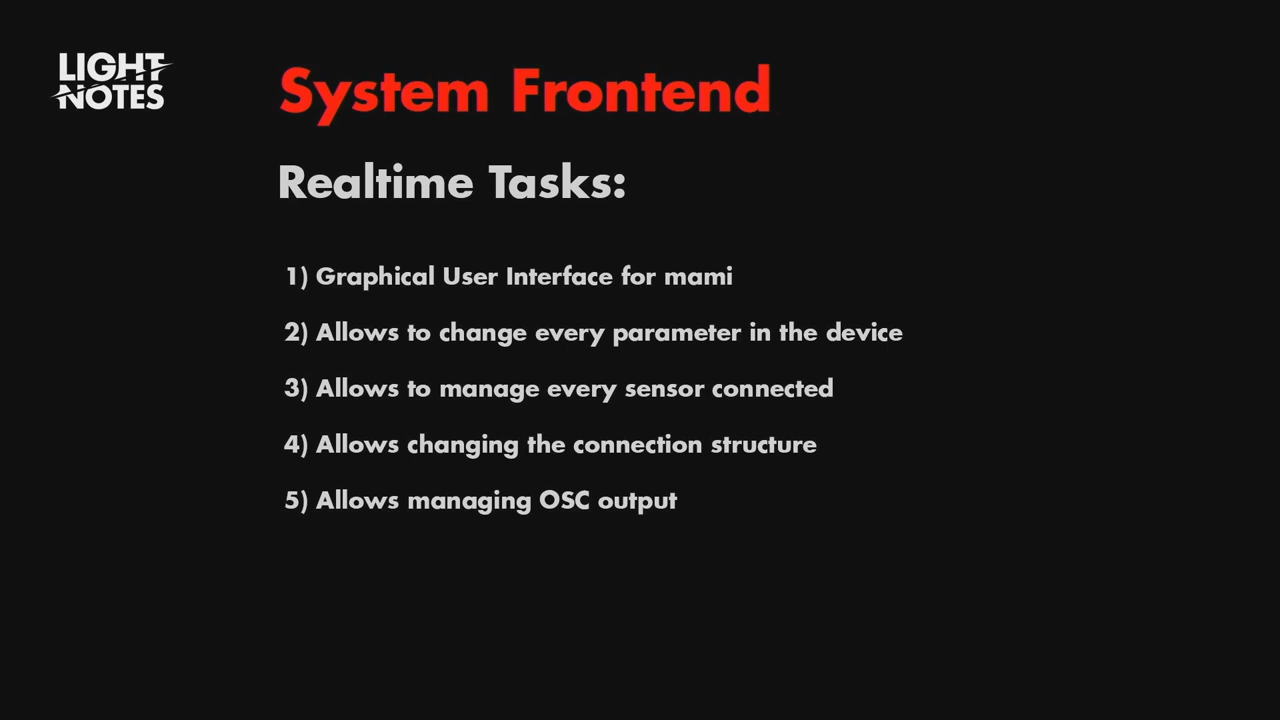 LIGHT
NOTES
System Frontend
Realtime Tasks:
1) Graphical User Interface for mami
2) Allows to change every parameter in the device
3) Allows to manage every sensor connected
4) Allows changing the connection structure
5) Allows managing OSC output